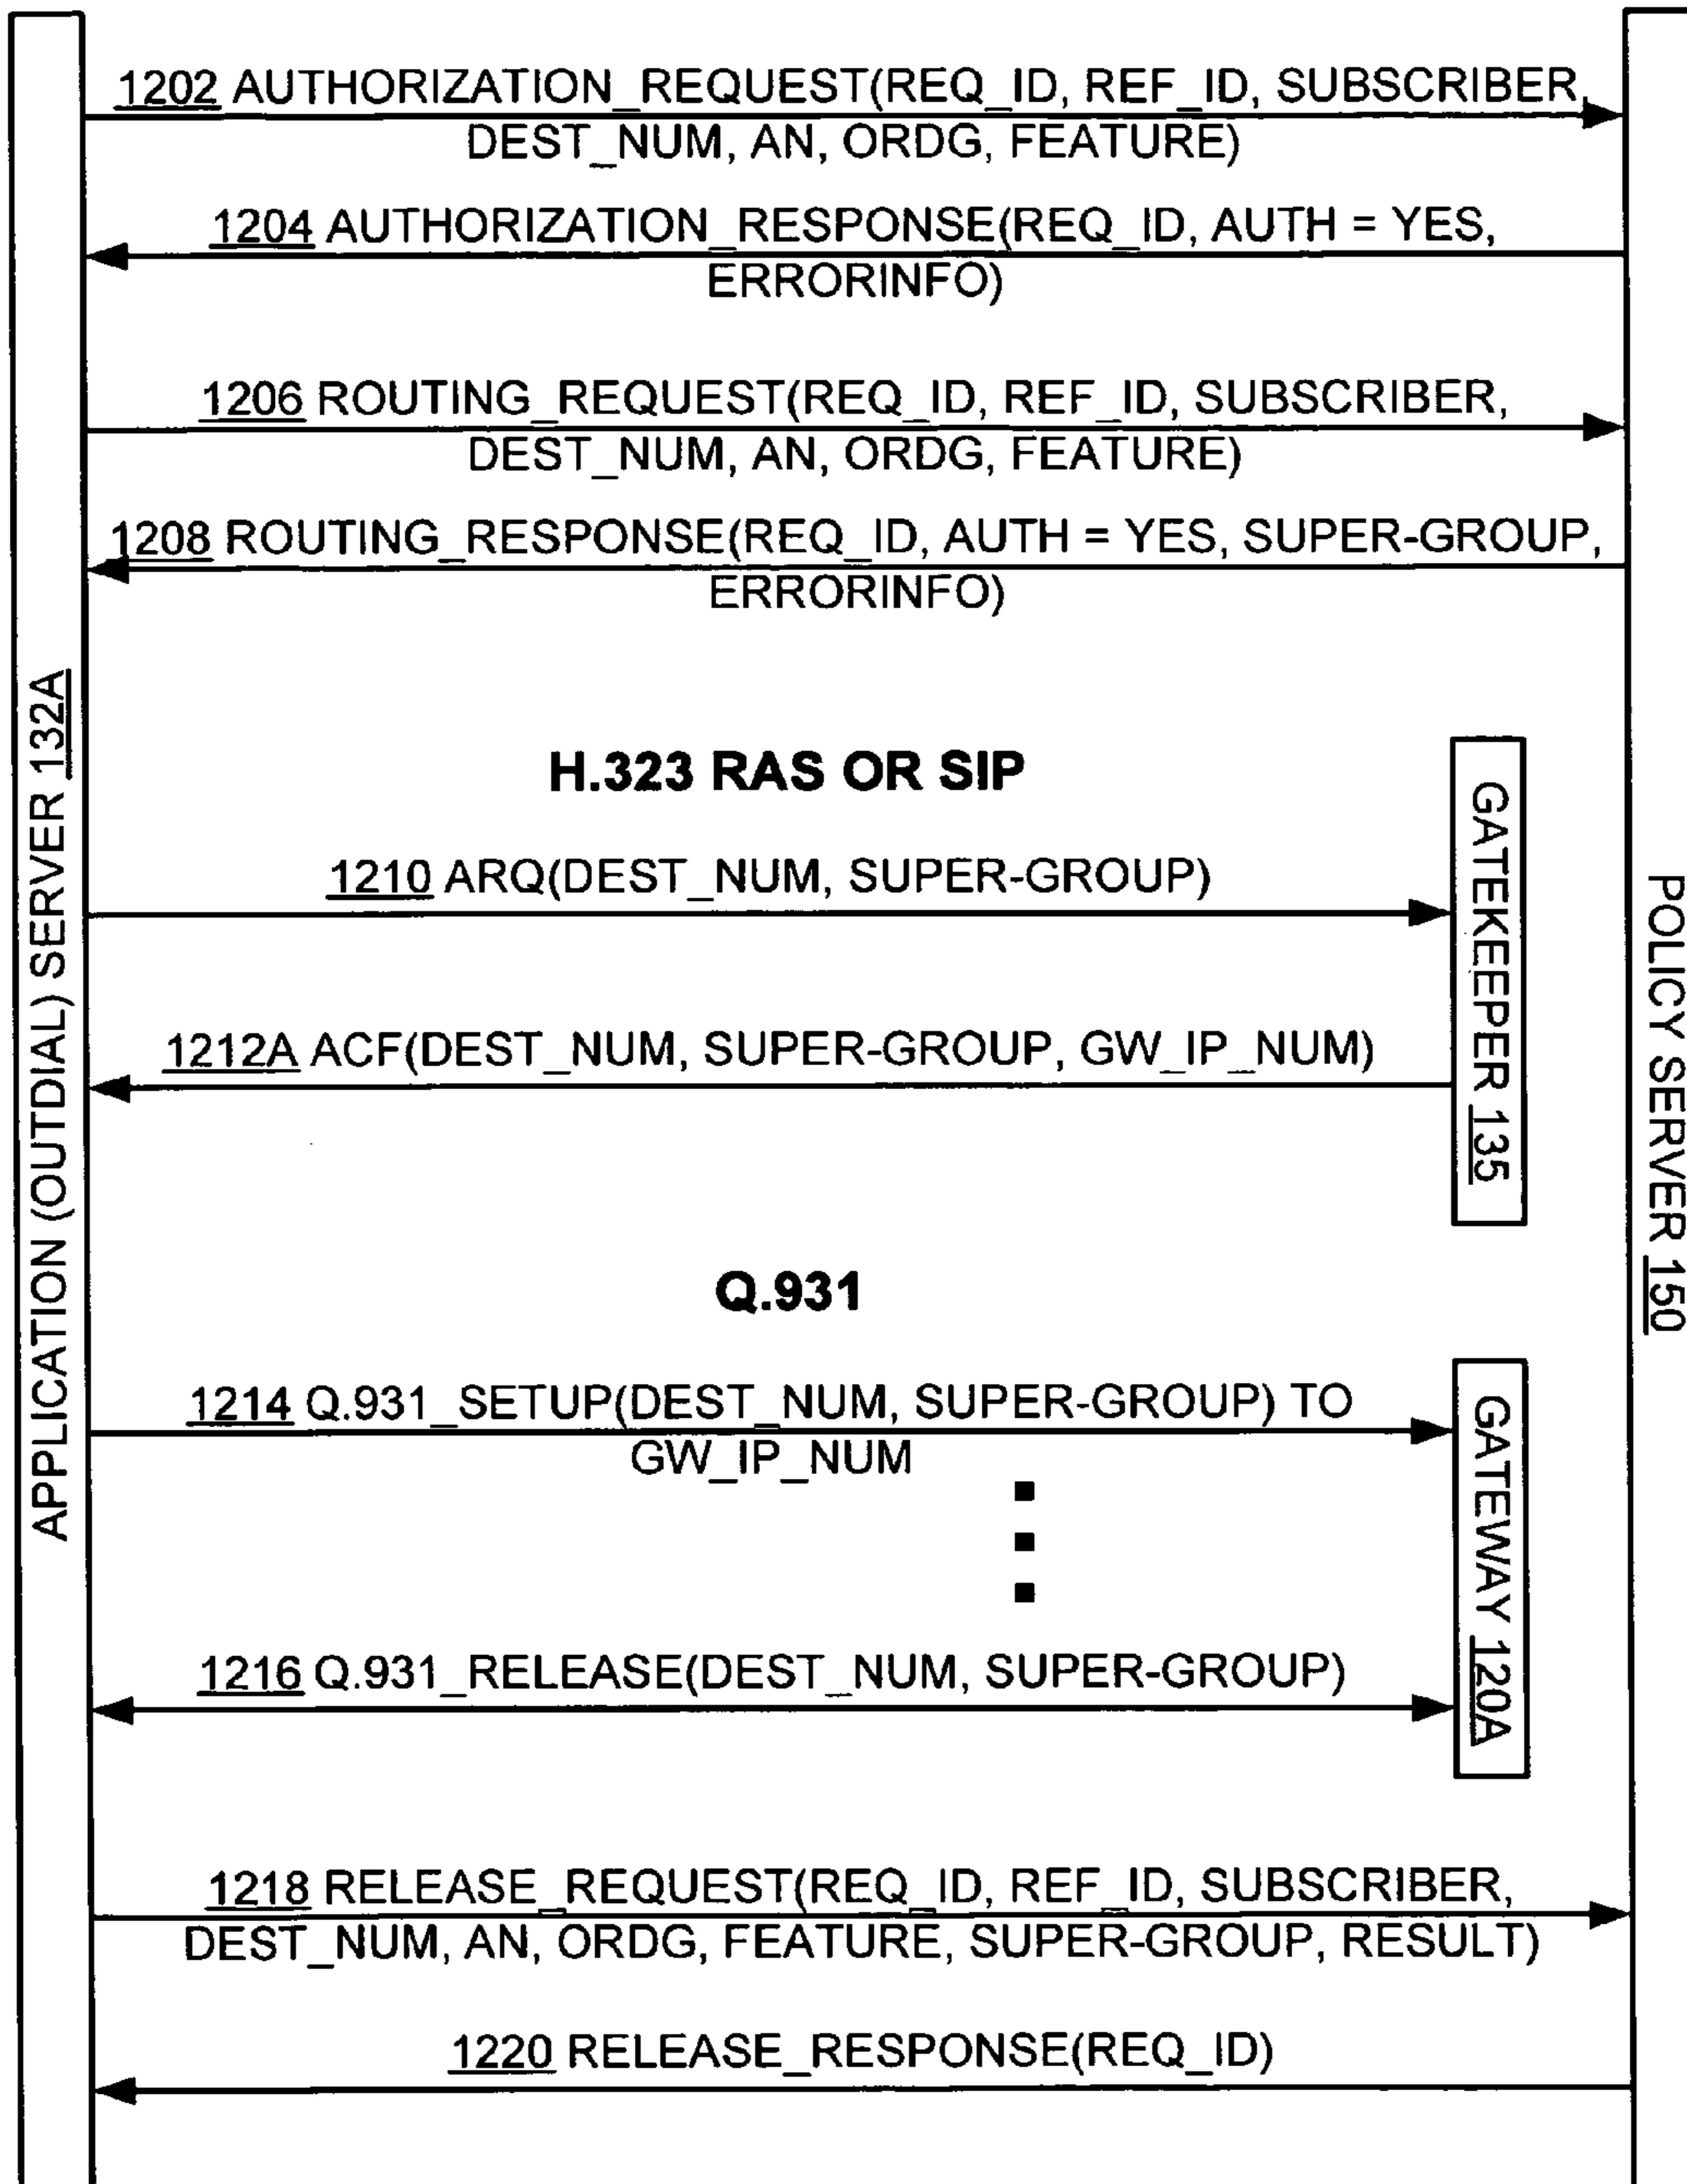 1202 AUTHORIZATION_REQUEST(REQ_ID, REF_ID, SUBSCRIBER,
DEST_NUM, AN, ORDG, FEATURE)
1204 AUTHORIZATION_RESPONSE(REQ_ID, AUTH = YES,
ERRORINFO)
1206 ROUTING_REQUEST(REQ_ID, REF_ID, SUBSCRIBER,
DEST_NUM, AN, ORDG, FEATURE)
1208 ROUTING_RESPONSE(REQ_ID, AUTH = YES, SUPER-GROUP,
ERRORINFO)
APPLICATION (OUTDIAL) SERVER 132A
POLICY SERVER 150
H.323 RAS OR SIP
GATEKEEPER 135
1210 ARQ(DEST_NUM, SUPER-GROUP)
1212A ACF(DEST_NUM, SUPER-GROUP, GW_IP_NUM)
Q.931
GATEWAY 120A
1214 Q.931_SETUP(DEST_NUM, SUPER-GROUP) TO
GW_IP_NUM
1216 Q.931_RELEASE(DEST_NUM, SUPER-GROUP)
1218 RELEASE_REQUEST(REQ_ID, REF_ID, SUBSCRIBER,
DEST_NUM, AN, ORDG, FEATURE, SUPER-GROUP, RESULT)
1220 RELEASE_RESPONSE(REQ_ID)